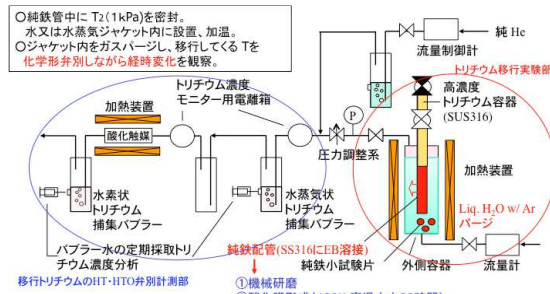 ○純鉄管中に T₂(1kPa)を密封。
水又は水蒸気ジャケット内に設置、加温。
○ジャケット内をガスパージし、移行してくる Tを
化学形弁別しながら経時変化を観察。
純 He
流量制御計
トリチウム移行実験部
高濃度
トリチウム容器
(SUS316)
トリチウム濃度
モニター用電離箱
加熱装置
酸化触媒
P
圧力調整系
加熱装置
水素状
トリチウム
捕集バブラー
水蒸気状
トリチウム
捕集バブラー
Liq. H₂O w/ Ar
パージ
バブラー水の定期採取トリ
チウム濃度分析
純鉄配管(SS316にEB溶接)
純鉄小試験片
外側容器
流量計
移行トリチウムのHT・HTO弁別計測部
①機械研磨